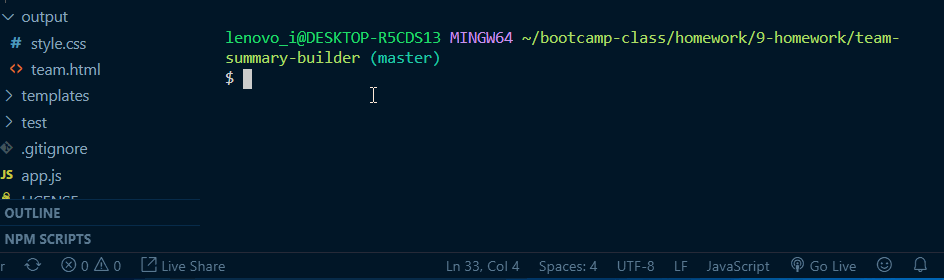 output
# style.css
<> team.html
templates
test
.gitignore
JS app.js
LICENSE
OUTLINE
NPM SCRIPTS
lenovo_i@DESKTOP-R5CDS13 MINGW64 ~/bootcamp-class/homework/9-homework/team-
summary-builder (master)
$
r 0 0 Live Share Ln 33, Col 4 Spaces: 4 UTF-8 LF JavaScript Go Live